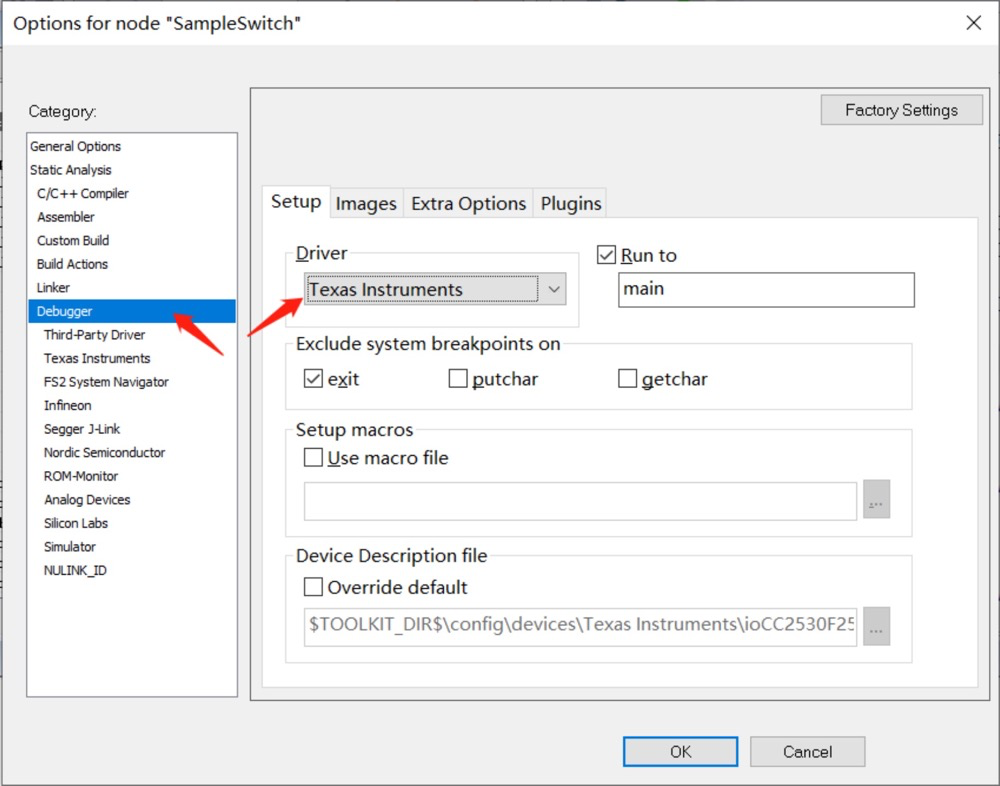 Options for node "SampleSwitch"
Category:
General Options
Static Analysis
C/C++ Compiler
Assembler
Custom Build
Build Actions
Linker
Debugger
Third-Party Driver
Texas Instruments
FS2 System Navigator
Infineon
Segger J-Link
Nordic Semiconductor
ROM-Monitor
Analog Devices
Silicon Labs
Simulator
NULINK_ID
Factory Settings
Setup Images Extra Options Plugins
Driver
Texas Instruments
Run to
main
Exclude system breakpoints on
exit putchar getchar
Setup macros
Use macro file
...
Device Description file
Override default
$TOOLKIT_DIR$\config\devices\Texas Instruments\ioCC2530F25
...
OK Cancel